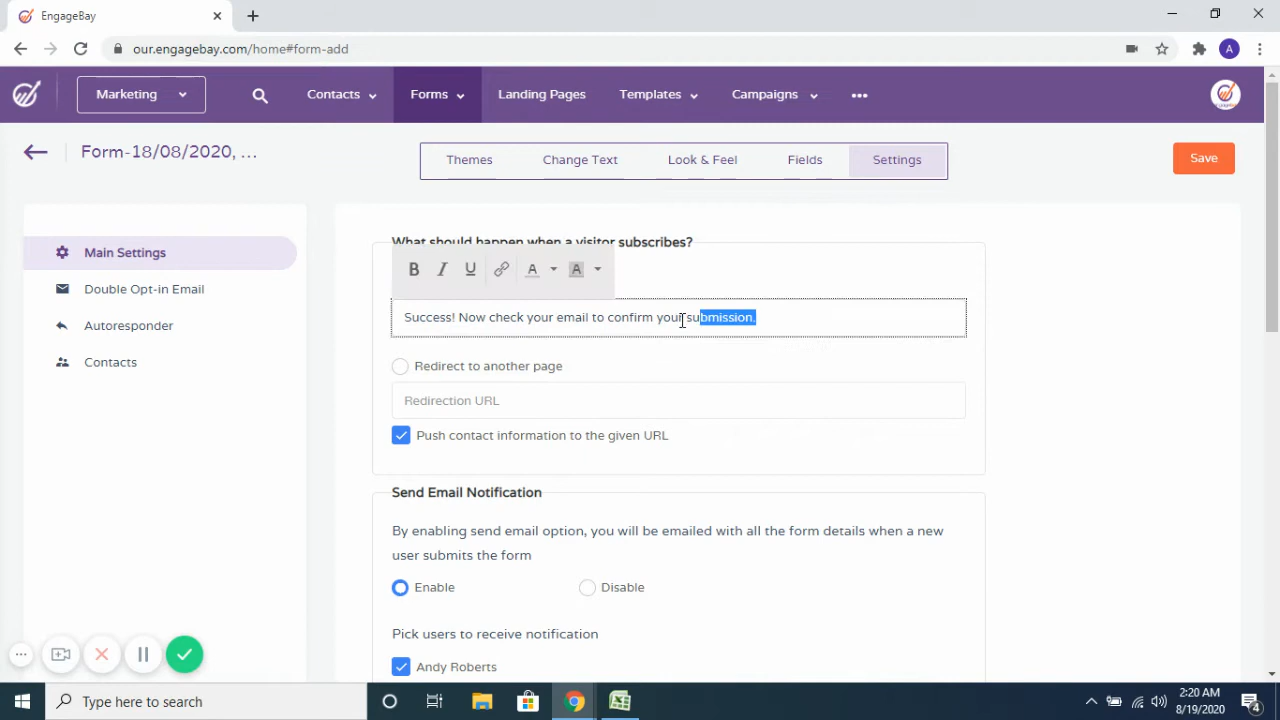 EngageBay
our.engagebay.com/home#form-add
A
Marketing
Contacts
Forms
Landing Pages
Templates
Campaigns
Form-18/08/2020, ...
Themes
Change Text
Look & Feel
Fields
Settings
Save
Main Settings
Double Opt-in Email
Autoresponder
Contacts
What should happen when a visitor subscribes?
B I U A A
Success! Now check your email to confirm your submission.
Redirect to another page
Redirection URL
Push contact information to the given URL
Send Email Notification
By enabling send email option, you will be emailed with all the form details when a new
user submits the form
Enable
Disable
Pick users to receive notification
Andy Roberts
Type here to search
2:20 AM
8/19/2020
4